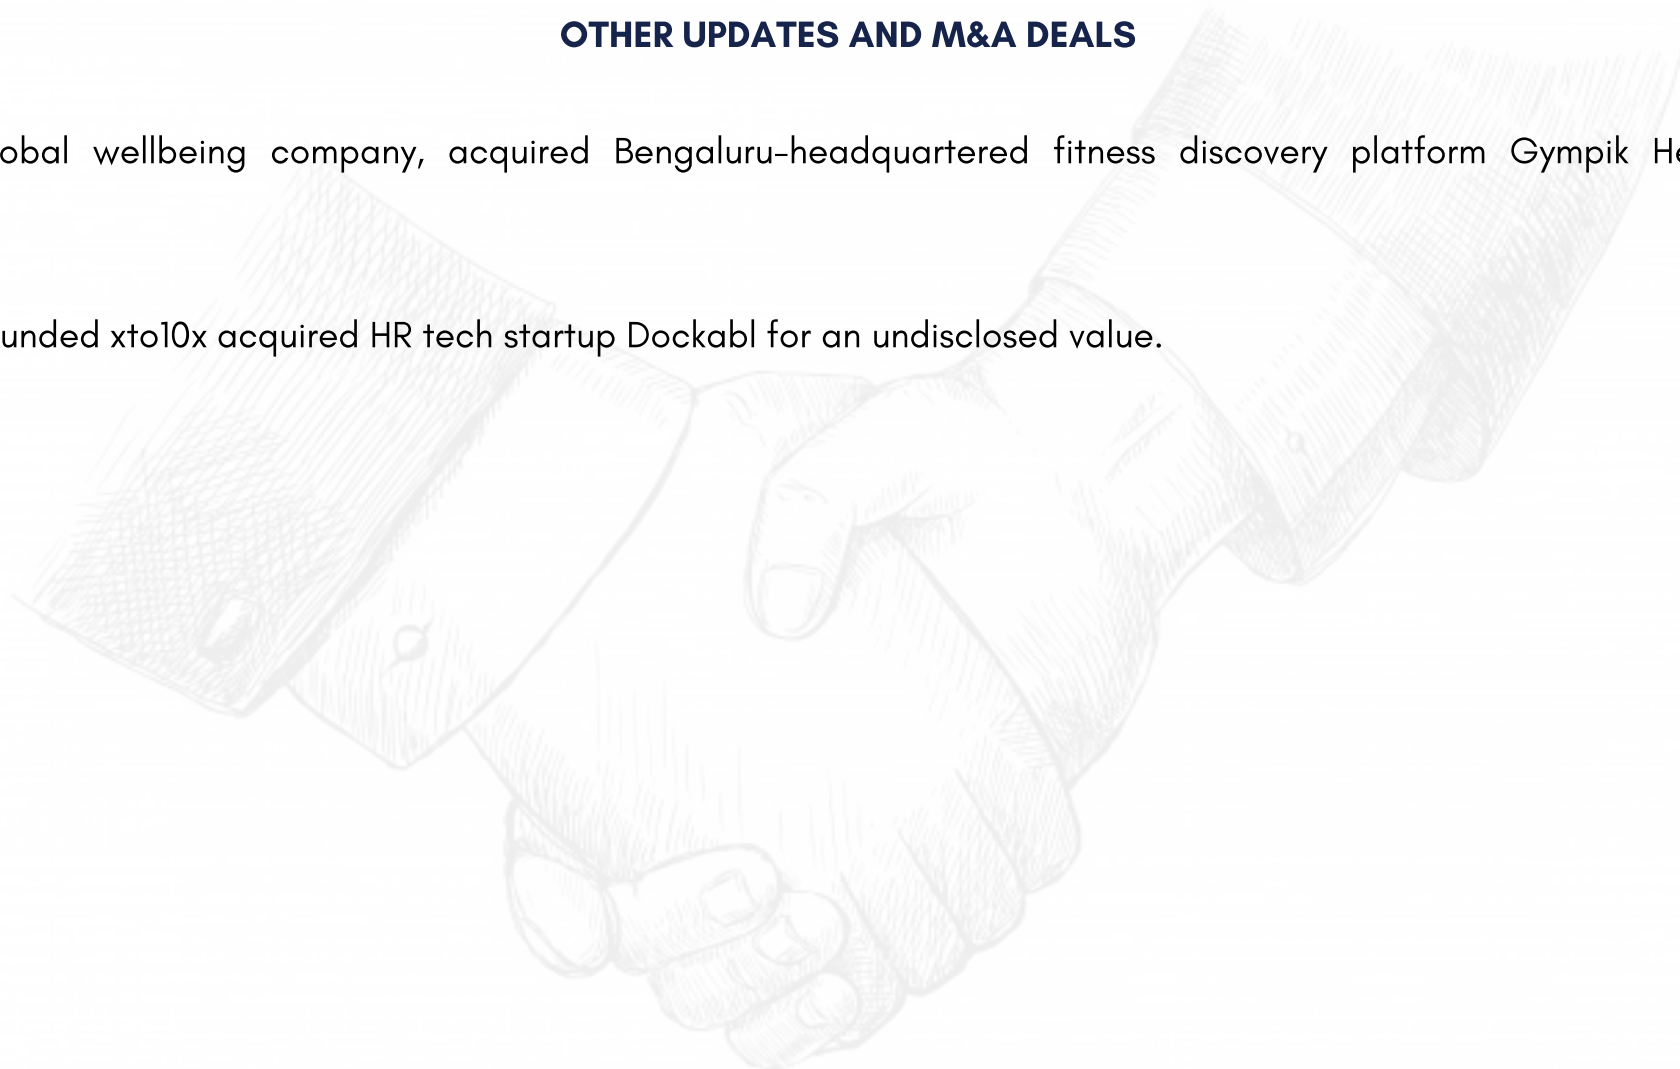 OTHER UPDATES AND M&A DEALS
obal wellbeing company, acquired Bengaluru-headquartered fitness discovery platform Gympik He
unded xto10x acquired HR tech startup Dockabl for an undisclosed value.